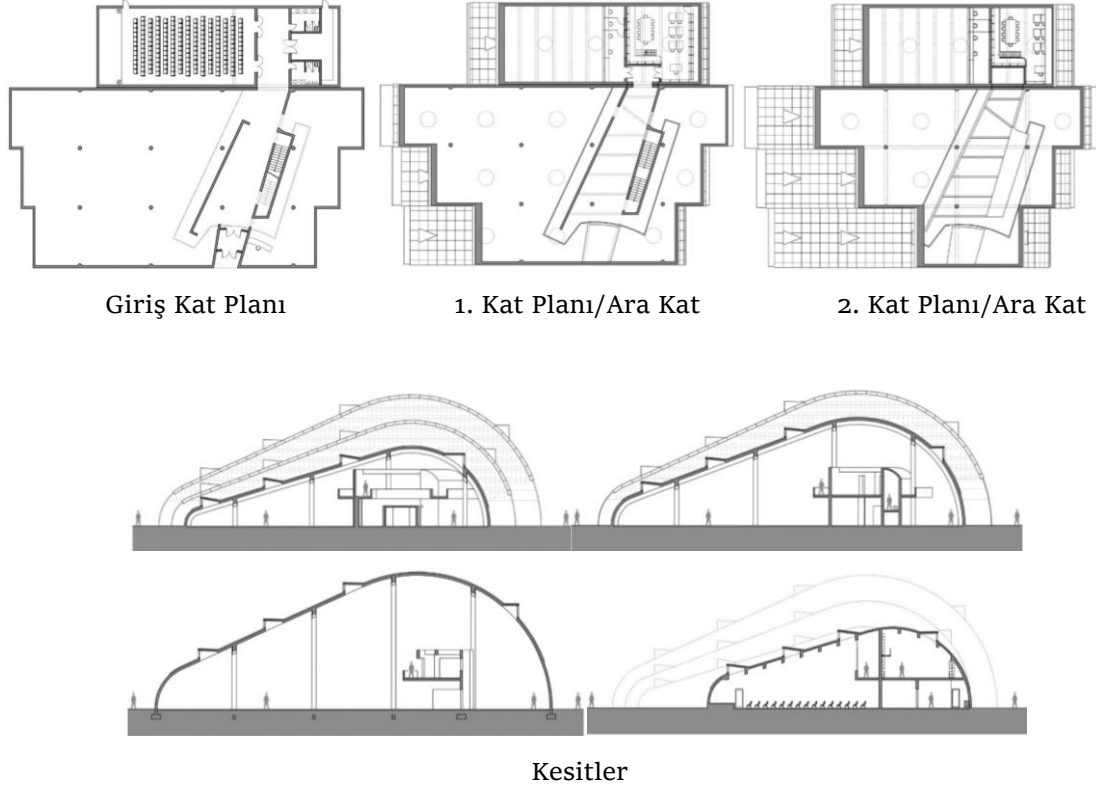 Giriş Kat Planı
1. Kat Planı/Ara Kat
2. Kat Planı/Ara Kat
Kesitler